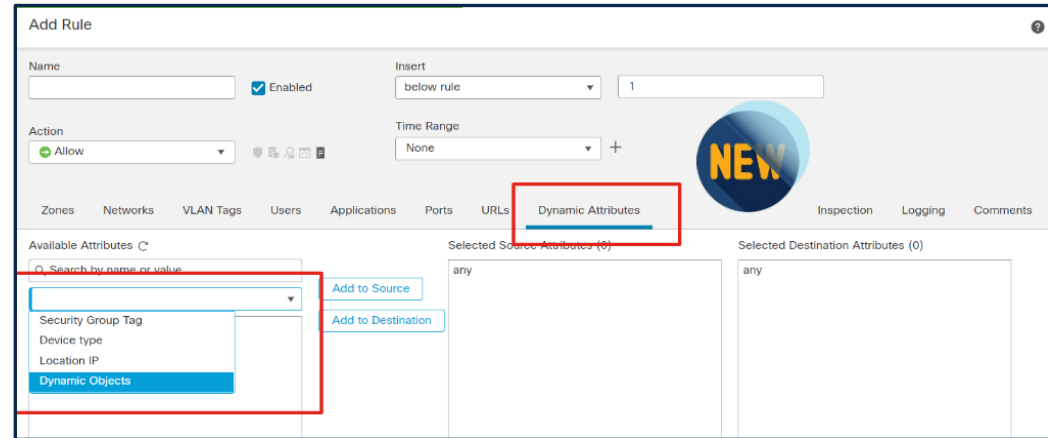 Add Rule
Name
Insert
Enabled
below rule
1
Action
Time Range
Allow
None
NEW
Zones Networks VLAN Tags Users Applications Ports URLs Dynamic Attributes Inspection Logging Comments
Available Attributes
Selected Source Attributes (0)
Selected Destination Attributes (0)
Search by name or value
any
any
Add to Source
Security Group Tag
Add to Destination
Device type
Location IP
Dynamic Objects